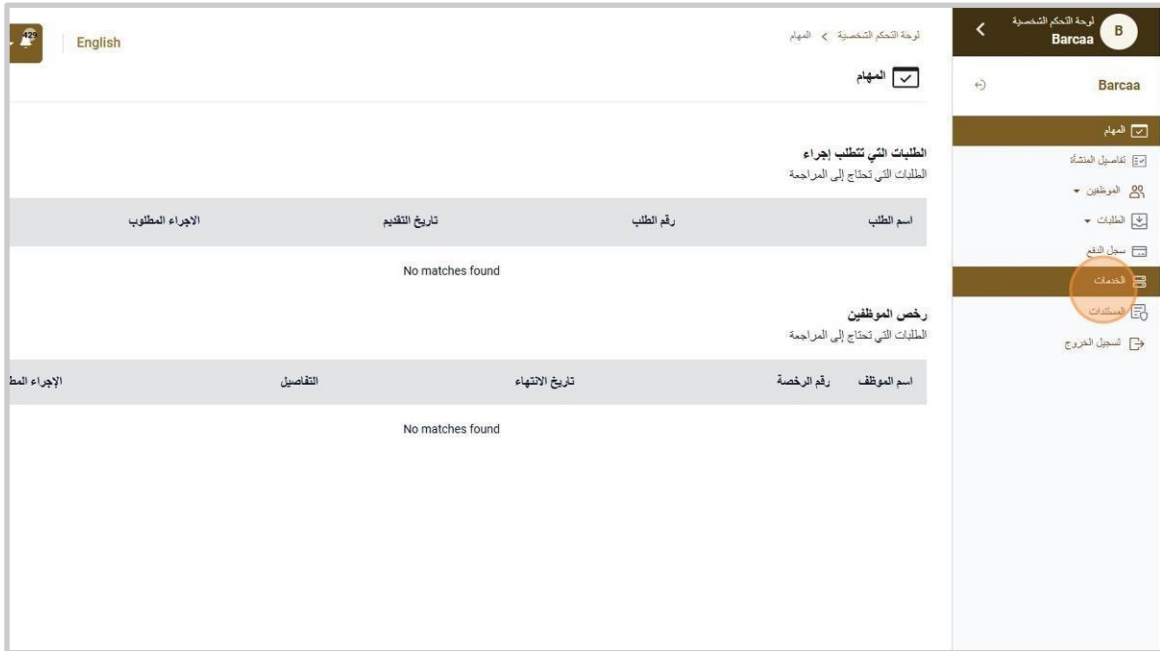 لوحة التحكم الشخصية
B
Barcaa
Barcaa
المهام
تفاصيل المنشأة
الموظفين
الطلبات
سجل الدفع
الخدمات
المستندات
تسجيل الخروج
لوحة التحكم الشخصية > المهام
English
429
المهام
الطلبات التي تتطلب إجراء
الطلبات التي تحتاج إلى المراجعة
اسم الطلب رقم الطلب تاريخ التقديم الاجراء المطلوب
No matches found
رخص الموظفين
الطلبات التي تحتاج إلى المراجعة
اسم الموظف رقم الرخصة تاريخ الانتهاء التفاصيل الإجراء المط
No matches found